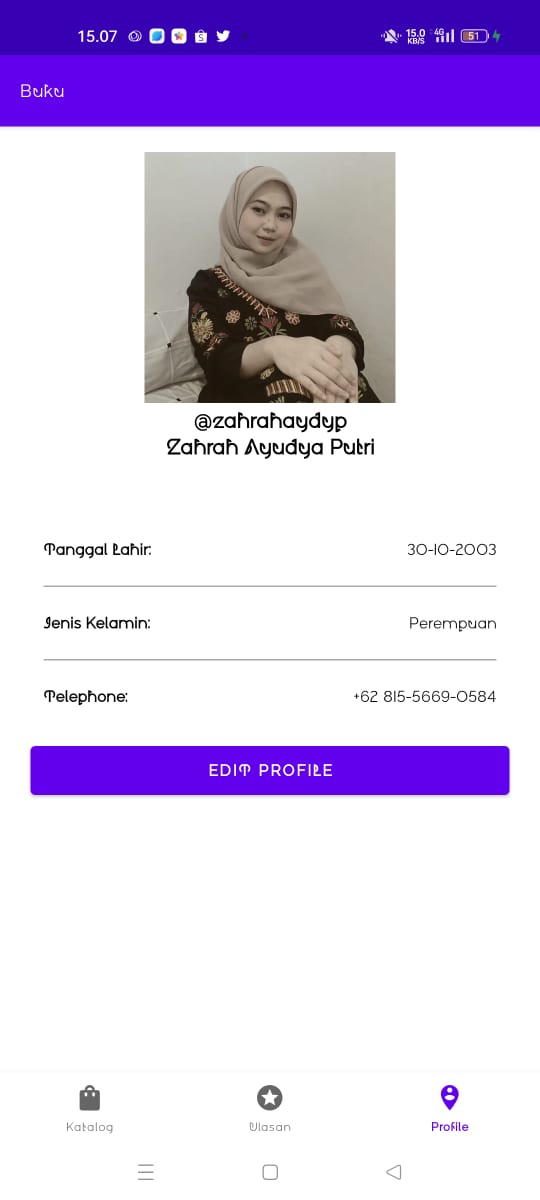 15.07
15.0
KB/S
4G
51
Buku
@zahrahaydyp
Zahrah Ayudya Putri
Tanggal Lahir: 30-10-2003
Jenis Kelamin: Perempuan
Telephone: +62 815-5669-0584
EDIT PROFILE
Katalog Ulasan Profile